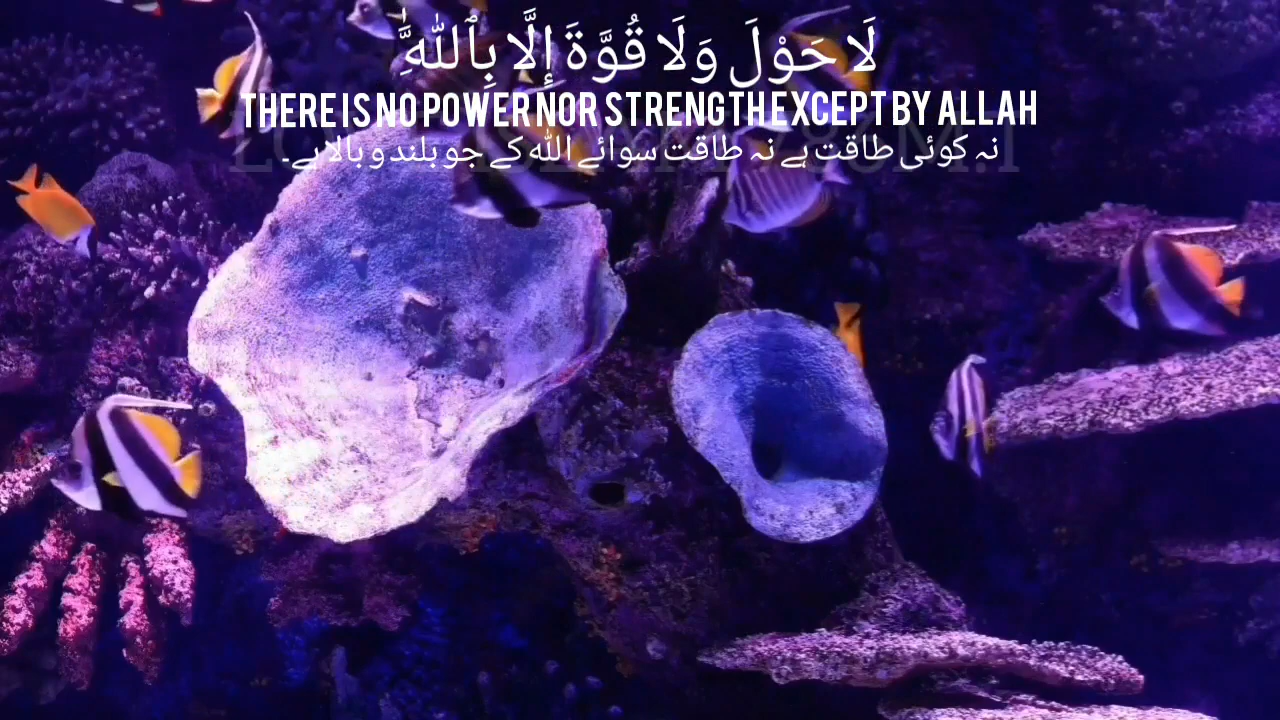 لَا حَوْلَ وَلَا قُوَّةَ إِلَّا بِٱللَّٰهِ
THERE IS NO POWER NOR STRENGTH EXCEPT BY ALLAH
نہ کوئی طاقت ہے نہ طاقت سوائے اللہ کے جو بلند و بالا ہے۔